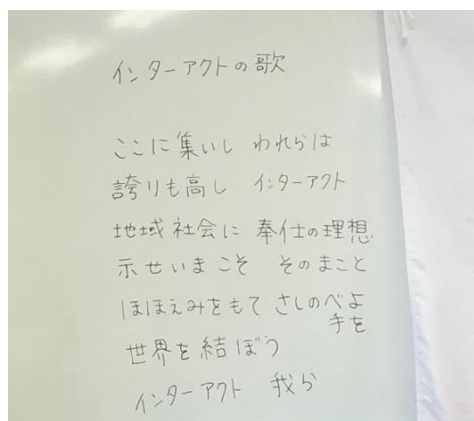 インターアクトの歌
ここに集いし われらは
誇りも高し インターアクト
地域社会に 奉仕の理想
示せいまこそ そのまこと
ほほえみをもて さしのべよ
手を
世界を結ぼう
インターアクト 我ら